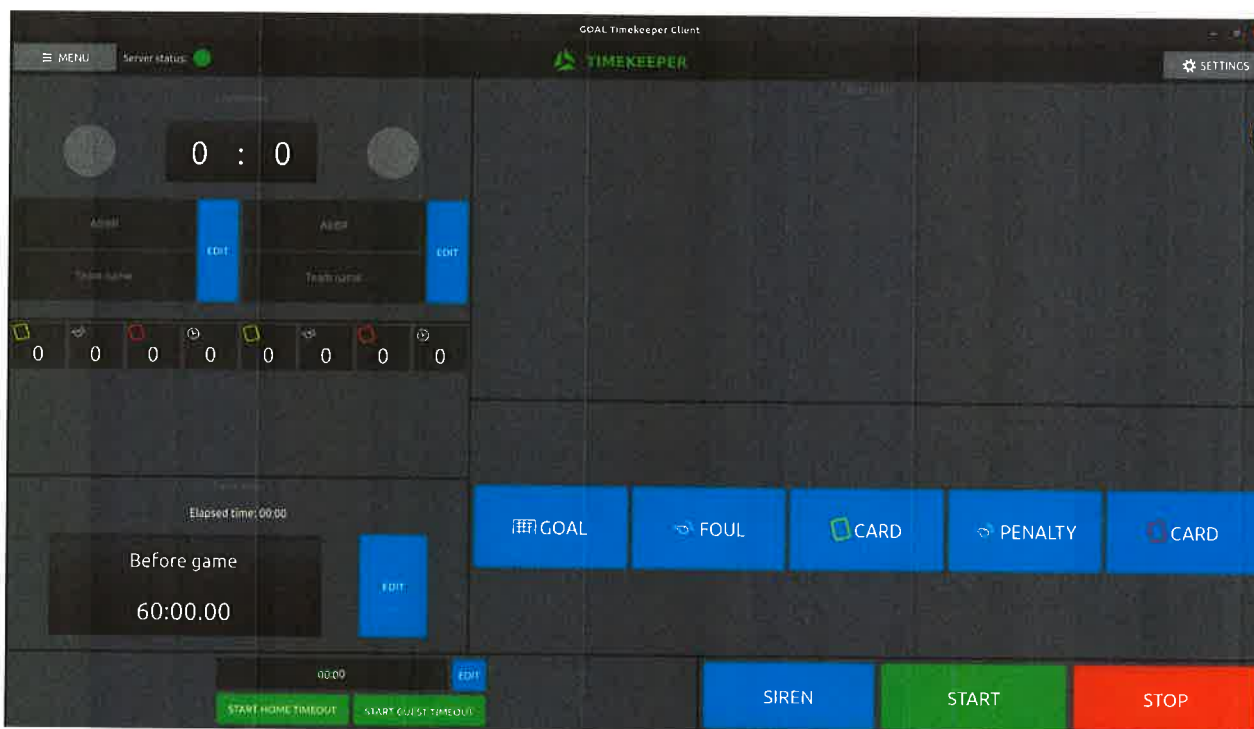 GOAL Timekeeper Client
MENU
Server status:
TIMEKEEPER
SETTINGS
0 : 0
EDIT
EDIT
Team name
Team name
0 0 0 0 0 0 0 0
Elapsed time: 00:00
Before game
60:00.00
EDIT
GOAL
FOUL
CARD
PENALTY
CARD
00:00
EDIT
START HOME TIMEOUT
START GUEST TIMEOUT
SIREN
START
STOP